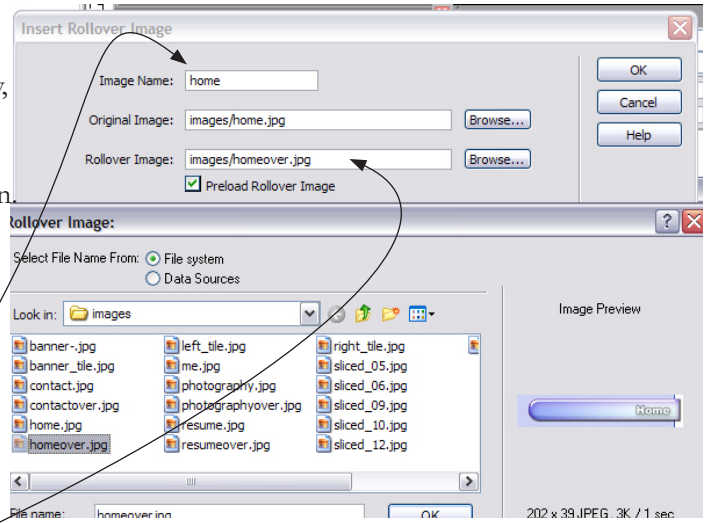 Insert Rollover Image
Image Name: home
OK
Cancel
Help
Original Image: images/home.jpg Browse...
Rollover Image: images/homeover.jpg Browse...
Preload Rollover Image
n.
Rollover Image:
Select File Name From: File system
Data Sources
Look in: images
Image Preview
banner-.jpg left_tile.jpg right_tile.jpg
banner_tile.jpg me.jpg sliced_05.jpg
contact.jpg photography.jpg sliced_06.jpg
contactover.jpg photographyover.jpg sliced_09.jpg
home.jpg resume.jpg sliced_10.jpg
homeover.jpg resumeover.jpg sliced_12.jpg
Home
File name: homeover.jpg OK
202 x 39 JPEG, 3K / 1 sec